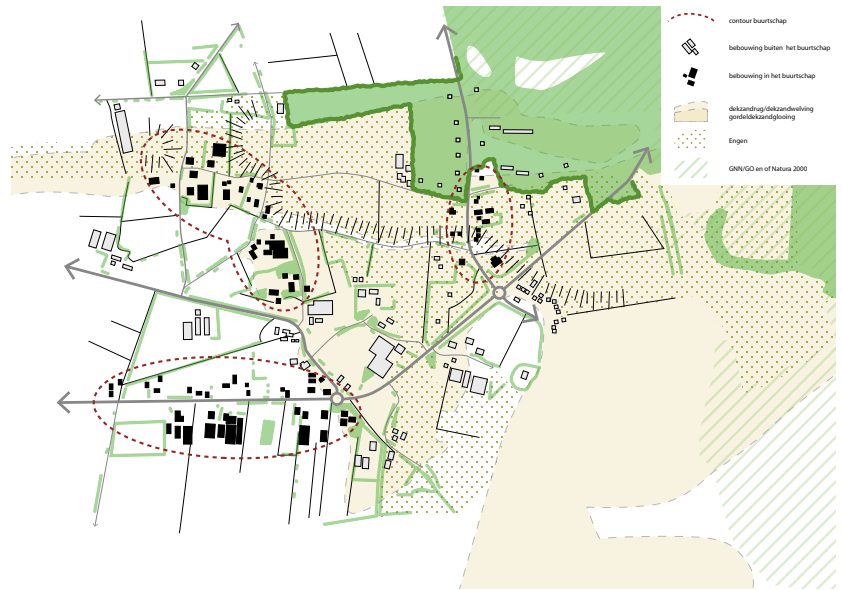 contour buurtschap
bebouwing buiten het buurtschap
bebouwing in het buurtschap
dekzandrug/dekzandwelving
gordeldekzandglooing
Engen
GNN/GO en of Natura 2000